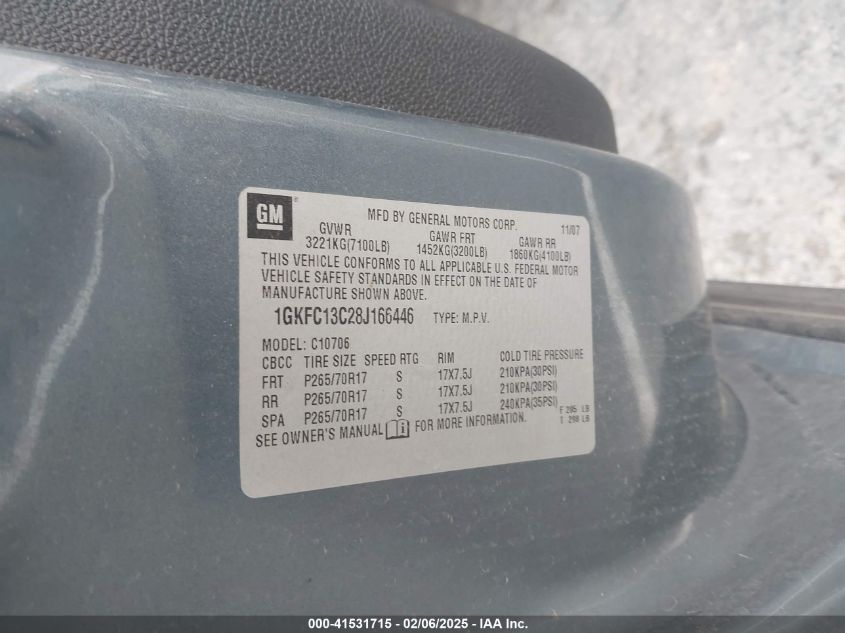 GM
MFD BY GENERAL MOTORS CORP. 11/07
GVWR GAWR FRT GAWR RR
3221KG(7100LB) 1452KG(3200LB) 1860KG(4100LB)
THIS VEHICLE CONFORMS TO ALL APPLICABLE U.S. FEDERAL MOTOR
VEHICLE SAFETY STANDARDS IN EFFECT ON THE DATE OF
MANUFACTURE SHOWN ABOVE.
1GKFC13C28J166446 TYPE: M.P.V.
MODEL: C10706
CBCC TIRE SIZE SPEED RTG RIM COLD TIRE PRESSURE
FRT P265/70R17 S 17X7.5J 210KPA(30PSI)
RR P265/70R17 S 17X7.5J 210KPA(30PSI)
SPA P265/70R17 S 17X7.5J 240KPA(35PSI)
SEE OWNER'S MANUAL FOR MORE INFORMATION.
F 295 LB
T 298 LB
000-41531715 - 02/06/2025 - IAA Inc.